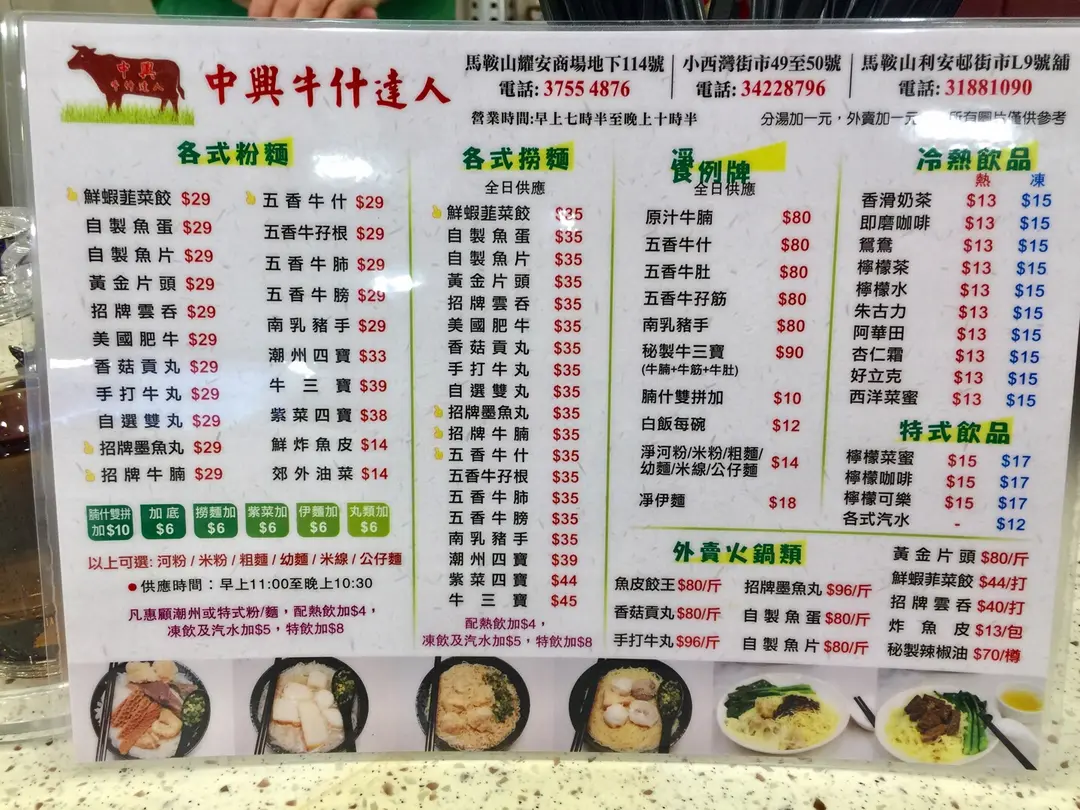 中興
牛什達人
中興牛什達人
馬鞍山耀安商場地下114號
電話: 3755 4876
小西灣街市49至50號
電話: 34228796
馬鞍山利安邨街市L9號舖
電話: 31881090
營業時間:早上七時半至晚上十時半
分湯加一元，外賣加一元
所有圖片僅供參考
各式粉麵
鮮蝦韮菜餃 $29
自製魚蛋 $29
自製魚片 $29
黃金片頭 $29
招牌雲吞 $29
美國肥牛 $29
香菇貢丸 $29
手打牛丸 $29
自選雙丸 $29
招牌墨魚丸 $29
招牌牛腩 $29
五香牛什 $29
五香牛孖根 $29
五香牛肺 $29
五香牛膀 $29
南乳豬手 $29
潮州四寶 $33
牛三寶 $39
紫菜四寶 $38
鮮炸魚皮 $14
郊外油菜 $14
腩什雙拼加$10
加底$6
撈麵加$6
紫菜加$6
伊麵加$6
丸類加$6
以上可選: 河粉 / 米粉 / 粗麵 / 幼麵 / 米線 / 公仔麵
●供應時間：早上11:00至晚上10:30
凡惠顧潮州或特式粉/麵，配熱飲加$4，
凍飲及汽水加$5，特飲加$8
各式撈麵
全日供應
鮮蝦韮菜餃 $35
自製魚蛋 $35
自製魚片 $35
黃金片頭 $35
招牌雲吞 $35
美國肥牛 $35
香菇貢丸 $35
手打牛丸 $35
自選雙丸 $35
招牌墨魚丸 $35
招牌牛腩 $35
五香牛什 $35
五香牛孖根 $35
五香牛肺 $35
五香牛膀 $35
南乳豬手 $35
潮州四寶 $39
紫菜四寶 $44
牛三寶 $45
配熱飲加$4，
凍飲及汽水加$5，特飲加$8
淨食例牌
全日供應
原汁牛腩 $80
五香牛什 $80
五香牛肚 $80
五香牛孖筋 $80
南乳豬手 $80
秘製牛三寶 $90
(牛腩+牛筋+牛肚)
腩什雙拼加 $10
白飯每碗 $12
淨河粉/米粉/粗麵/
幼麵/米線/公仔麵 $14
淨伊麵 $18
冷熱飲品
熱 凍
香滑奶茶 $13 $15
即磨咖啡 $13 $15
鴛鴦 $13 $15
檸檬茶 $13 $15
檸檬水 $13 $15
朱古力 $13 $15
阿華田 $13 $15
杏仁霜 $13 $15
好立克 $13 $15
西洋菜蜜 $13 $15
特式飲品
檸檬菜蜜 $15 $17
檸檬咖啡 $15 $17
檸檬可樂 $15 $17
各式汽水 - $12
外賣火鍋類
魚皮餃王 $80/斤
香菇貢丸 $80/斤
手打牛丸 $96/斤
招牌墨魚丸 $96/斤
自製魚蛋 $80/斤
自製魚片 $80/斤
黃金片頭 $80/斤
鮮蝦菲菜餃 $44/打
招牌雲吞 $40/打
炸魚皮 $13/包
秘製辣椒油 $70/樽